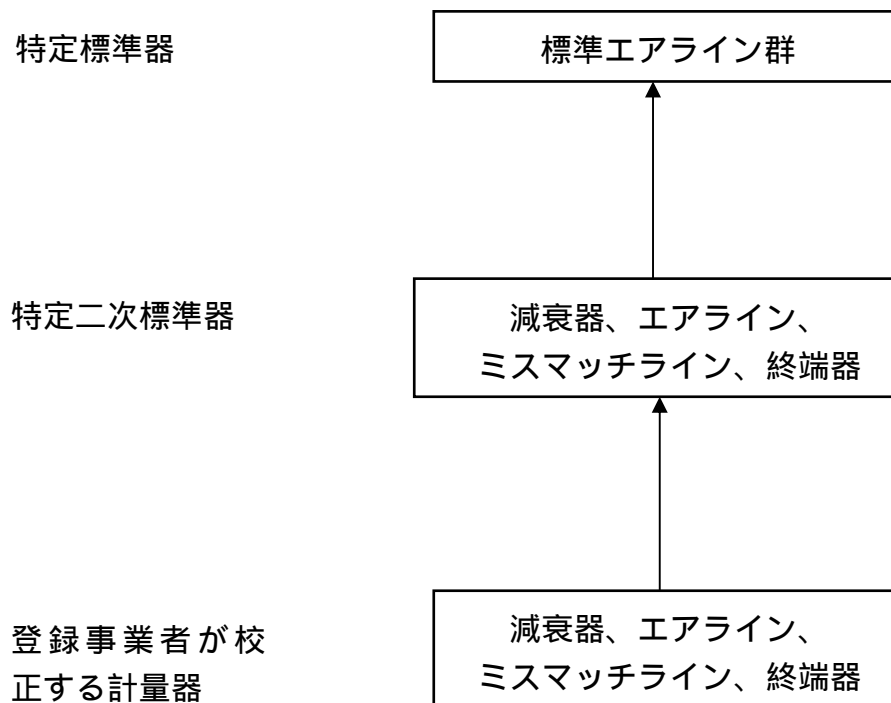 特定標準器
標準エアライン群
特定二次標準器
減衰器、エアライン、
ミスマッチライン、終端器
登録事業者が校
正する計量器
減衰器、エアライン、
ミスマッチライン、終端器